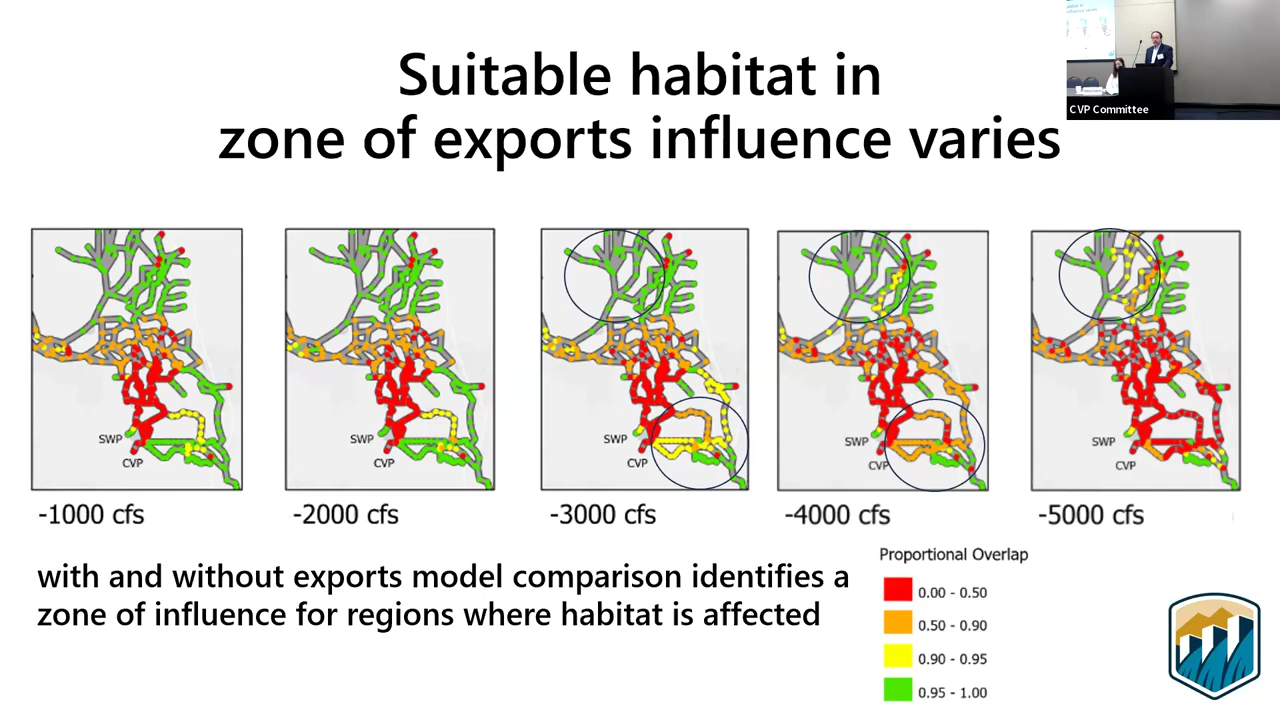 Suitable habitat in
zone of exports influence varies
CVP Committee
SWP
CVP
-1000 cfs
SWP
CVP
-2000 cfs
SWP
CVP
-3000 cfs
SWP
CVP
-4000 cfs
SWP
CVP
-5000 cfs
with and without exports model comparison identifies a
zone of influence for regions where habitat is affected
Proportional Overlap
0.00 - 0.50
0.50 - 0.90
0.90 - 0.95
0.95 - 1.00